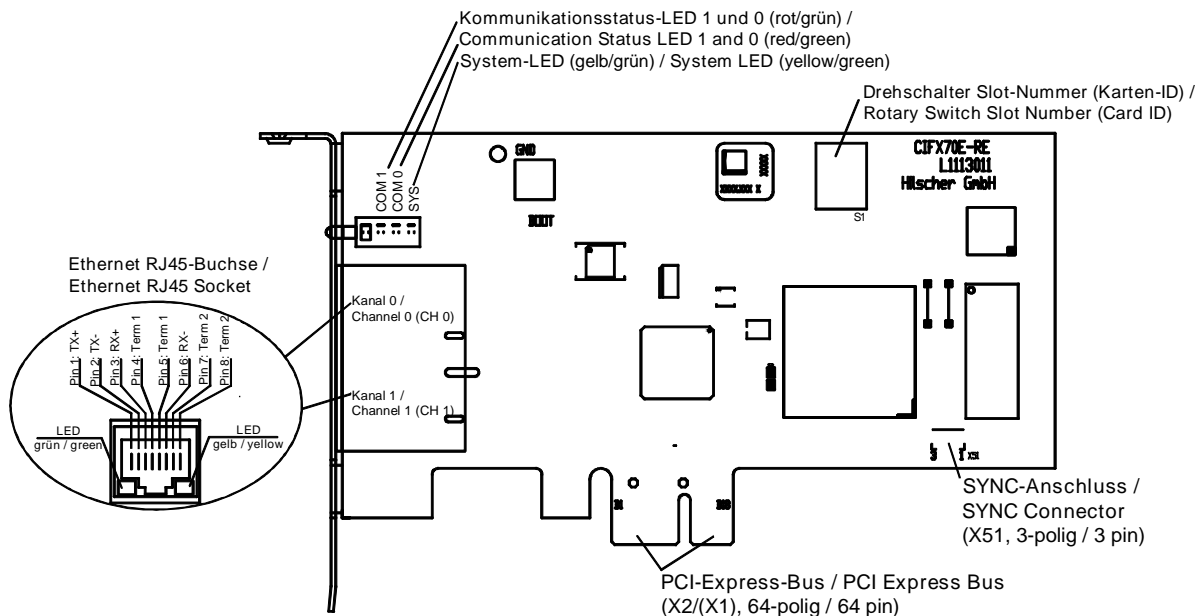 Kommunikationsstatus-LED 1 und 0 (rot/grün) /
Communication Status LED 1 and 0 (red/green)
System-LED (gelb/grün) / System LED (yellow/green)
Drehschalter Slot-Nummer (Karten-ID) /
Rotary Switch Slot Number (Card ID)
COM 1
COM 0
SYS
GND
BOOT
XXXXX
XXXXXXX X
S1
CIFX70E-RE
L1113011
Hilscher GmbH
Ethernet RJ45-Buchse /
Ethernet RJ45 Socket
Pin 1: TX+
Pin 2: TX-
Pin 3: RX+
Pin 4: Term 1
Pin 5: Term 1
Pin 6: RX-
Pin 7: Term 2
Pin 8: Term 2
LED
grün / green
LED
gelb / yellow
Kanal 0 /
Channel 0 (CH 0)
Kanal 1 /
Channel 1 (CH 1)
3
1
X51
SYNC-Anschluss /
SYNC Connector
(X51, 3-polig / 3 pin)
PCI-Express-Bus / PCI Express Bus
(X2/(X1), 64-polig / 64 pin)